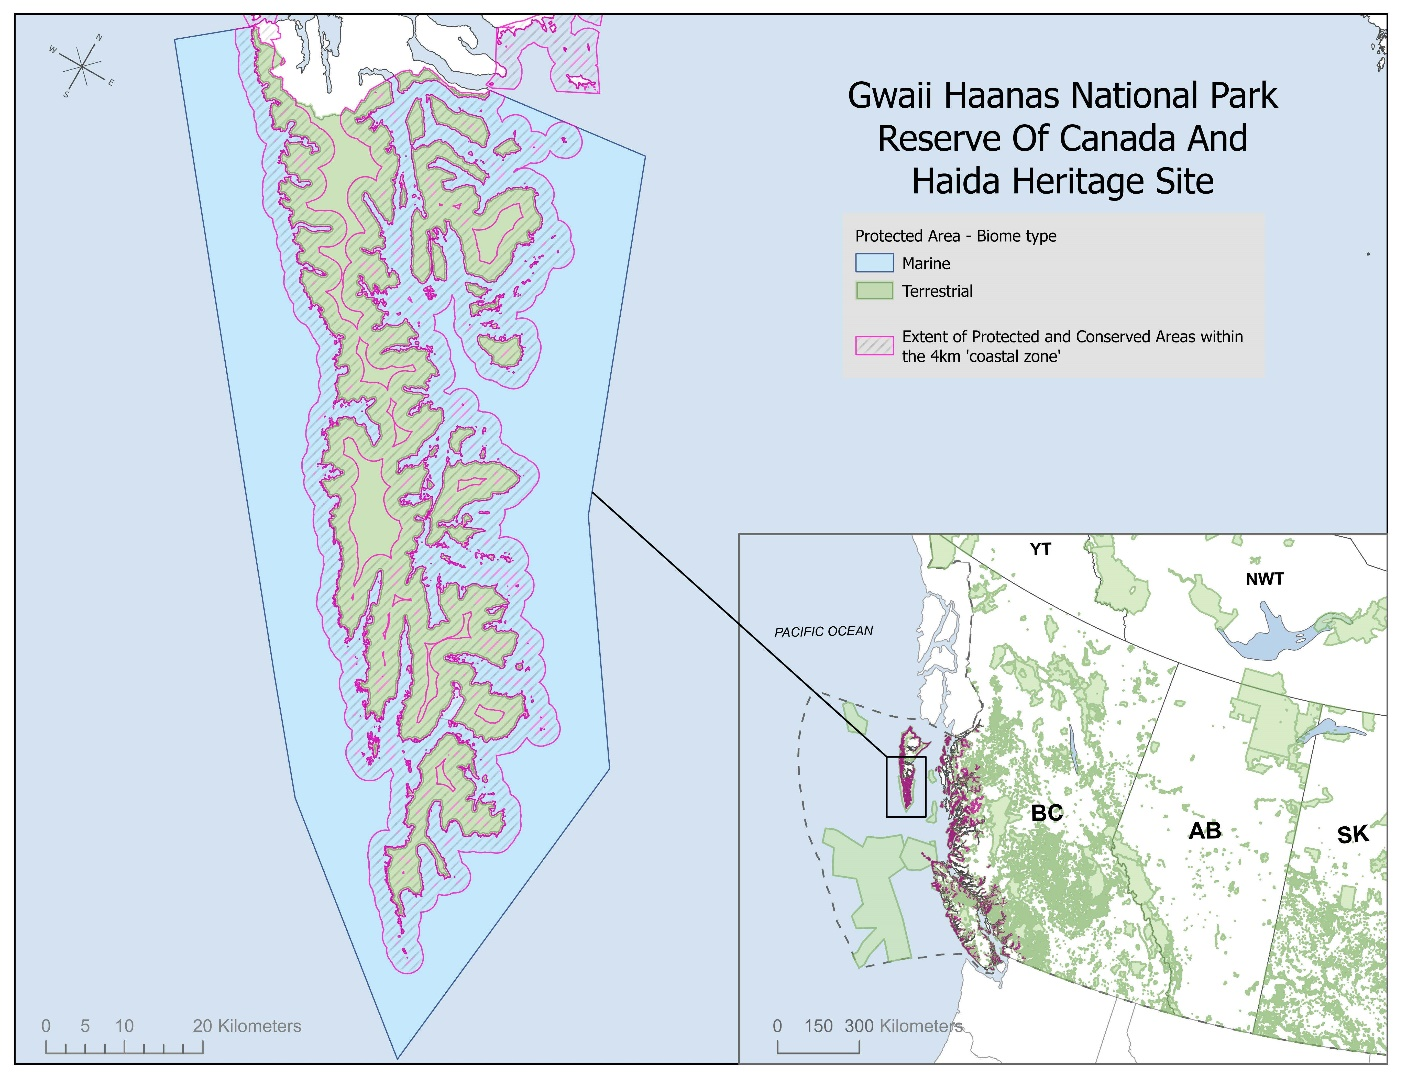 N
W
E
S
Gwaii Haanas National Park
Reserve Of Canada And
Haida Heritage Site
Protected Area - Biome type
Marine
Terrestrial
Extent of Protected and Conserved Areas within
the 4km 'coastal zone'
YT
NWT
PACIFIC OCEAN
BC
AB
SK
0 5 10 20 Kilometers
0 150 300 Kilometers